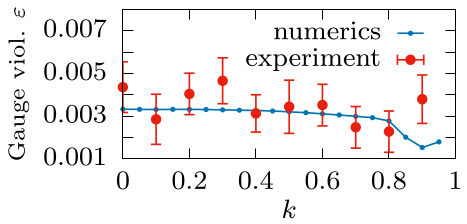 Gauge viol. ε
0.007
0.005
0.003
0.001
numerics
experiment
0 0.2 0.4 0.6 0.8 1
k